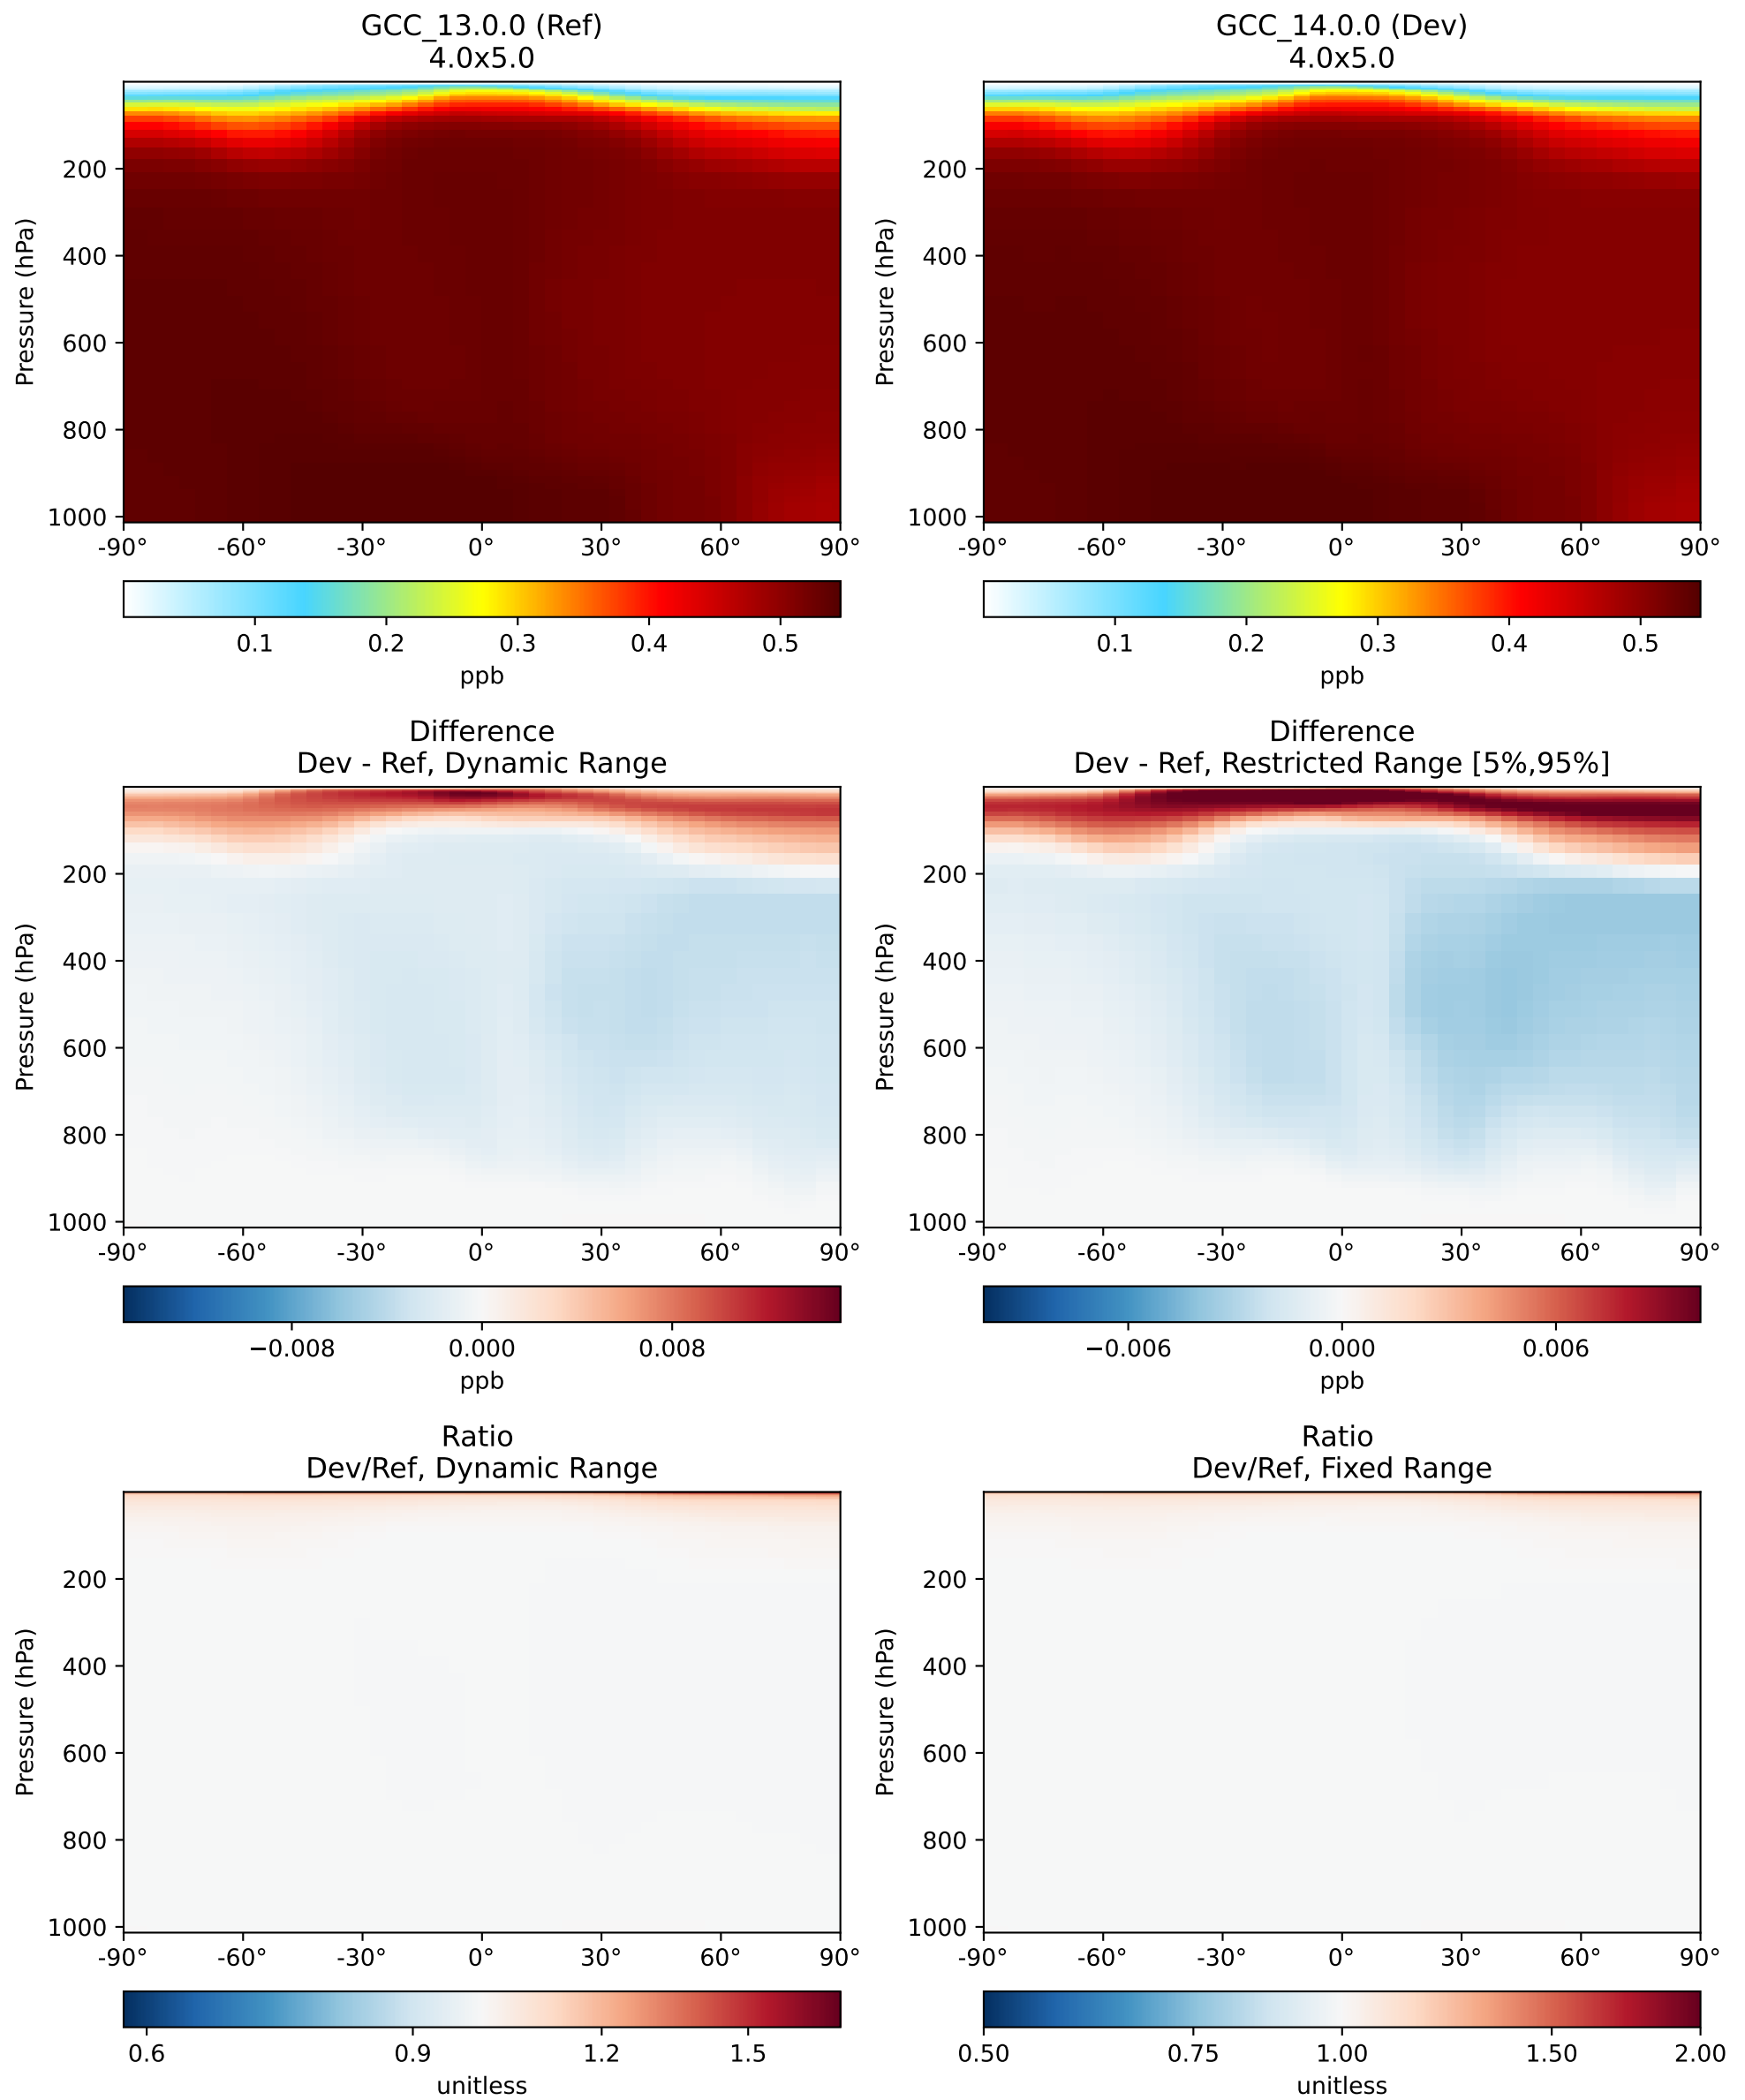 GCC_13.0.0 (Ref)
4.0x5.0
Pressure (hPa)
200
400
600
800
1000
-90° -60° -30° 0° 30° 60° 90°
0.1 0.2 0.3 0.4 0.5
ppb
GCC_14.0.0 (Dev)
4.0x5.0
Pressure (hPa)
200
400
600
800
1000
-90° -60° -30° 0° 30° 60° 90°
0.1 0.2 0.3 0.4 0.5
ppb
Difference
Dev - Ref, Dynamic Range
Pressure (hPa)
200
400
600
800
1000
-90° -60° -30° 0° 30° 60° 90°
−0.008 0.000 0.008
ppb
Difference
Dev - Ref, Restricted Range [5%,95%]
Pressure (hPa)
200
400
600
800
1000
-90° -60° -30° 0° 30° 60° 90°
−0.006 0.000 0.006
ppb
Ratio
Dev/Ref, Dynamic Range
Pressure (hPa)
200
400
600
800
1000
-90° -60° -30° 0° 30° 60° 90°
0.6 0.9 1.2 1.5
unitless
Ratio
Dev/Ref, Fixed Range
Pressure (hPa)
200
400
600
800
1000
-90° -60° -30° 0° 30° 60° 90°
0.50 0.75 1.00 1.50 2.00
unitless